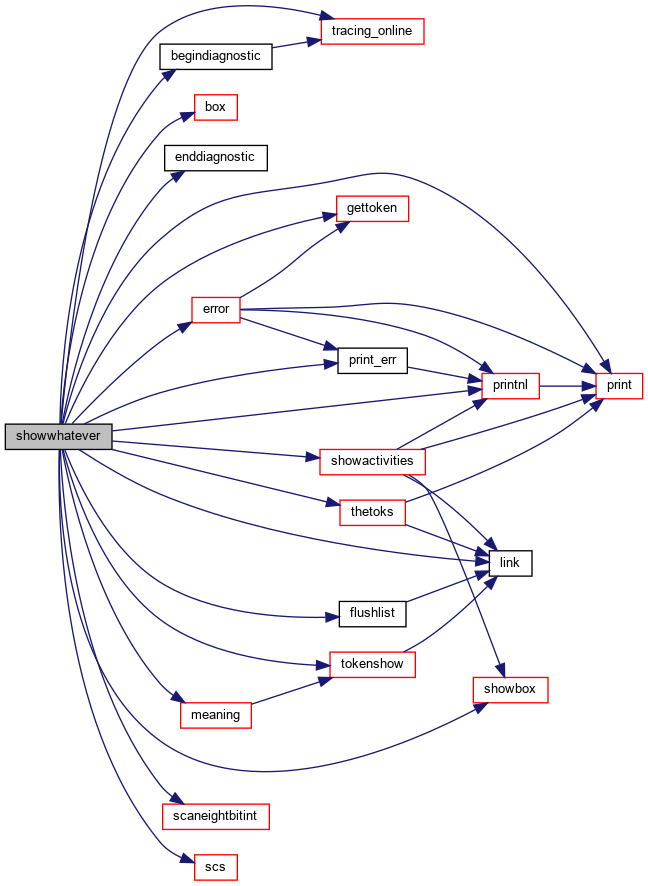 tracing_online
begindiagnostic
box
enddiagnostic
gettoken
error
print_err
printnl
print
showwhatever
showactivities
thetoks
link
flushlist
tokenshow
showbox
meaning
scaneightbitint
scs